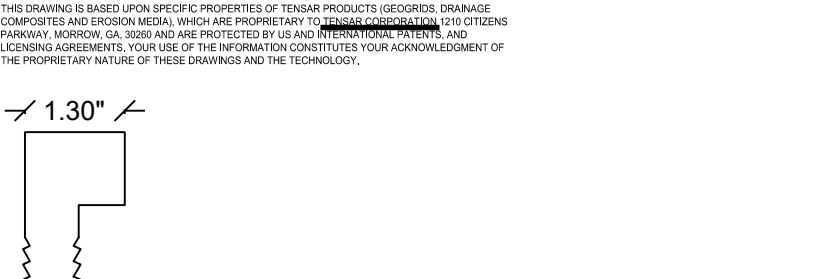 THIS DRAWING IS BASED UPON SPECIFIC PROPERTIES OF TENSAR PRODUCTS (GEOGRIDS, DRAINAGE
COMPOSITES AND EROSION MEDIA), WHICH ARE PROPRIETARY TO TENSAR CORPORATION 1210 CITIZENS
PARKWAY, MORROW, GA, 30260 AND ARE PROTECTED BY US AND INTERNATIONAL PATENTS, AND
LICENSING AGREEMENTS. YOUR USE OF THE INFORMATION CONSTITUTES YOUR ACKNOWLEDGMENT OF
THE PROPRIETARY NATURE OF THESE DRAWINGS AND THE TECHNOLOGY.
1.30"